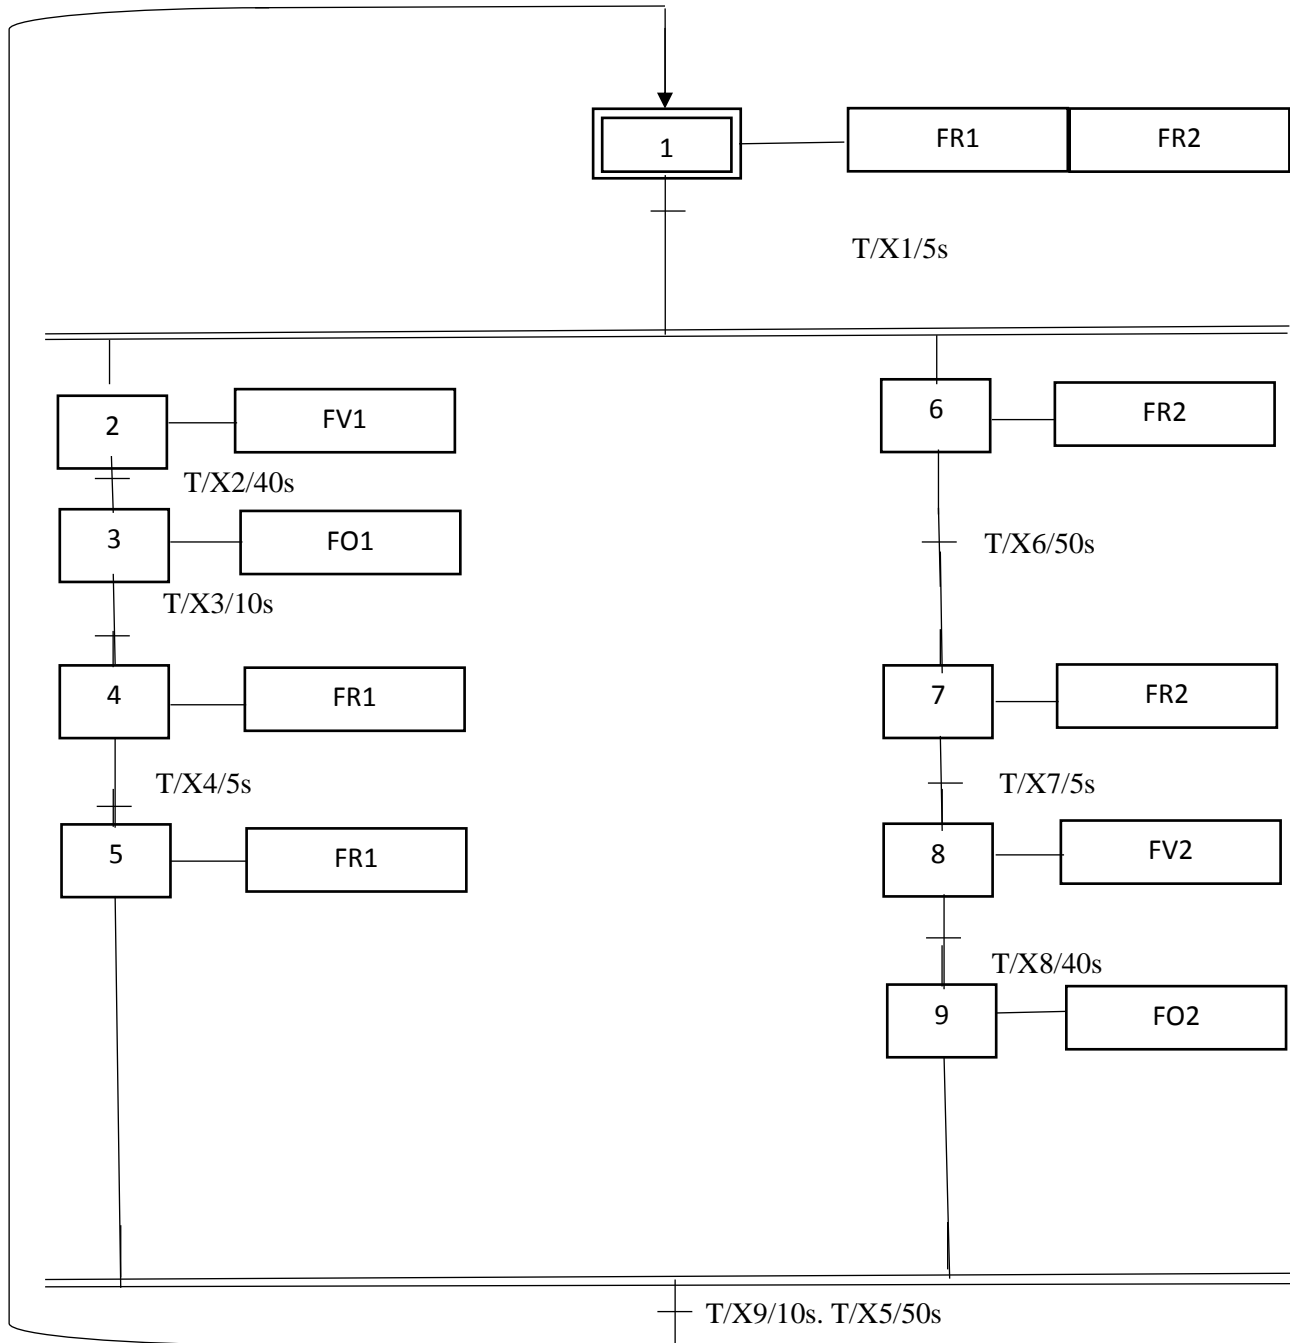 1 FR1 FR2
T/X1/5s
2 FV1
6 FR2
T/X2/40s
3 FO1
T/X6/50s
T/X3/10s
4 FR1
7 FR2
T/X4/5s
T/X7/5s
5 FR1
8 FV2
T/X8/40s
9 FO2
T/X9/10s. T/X5/50s